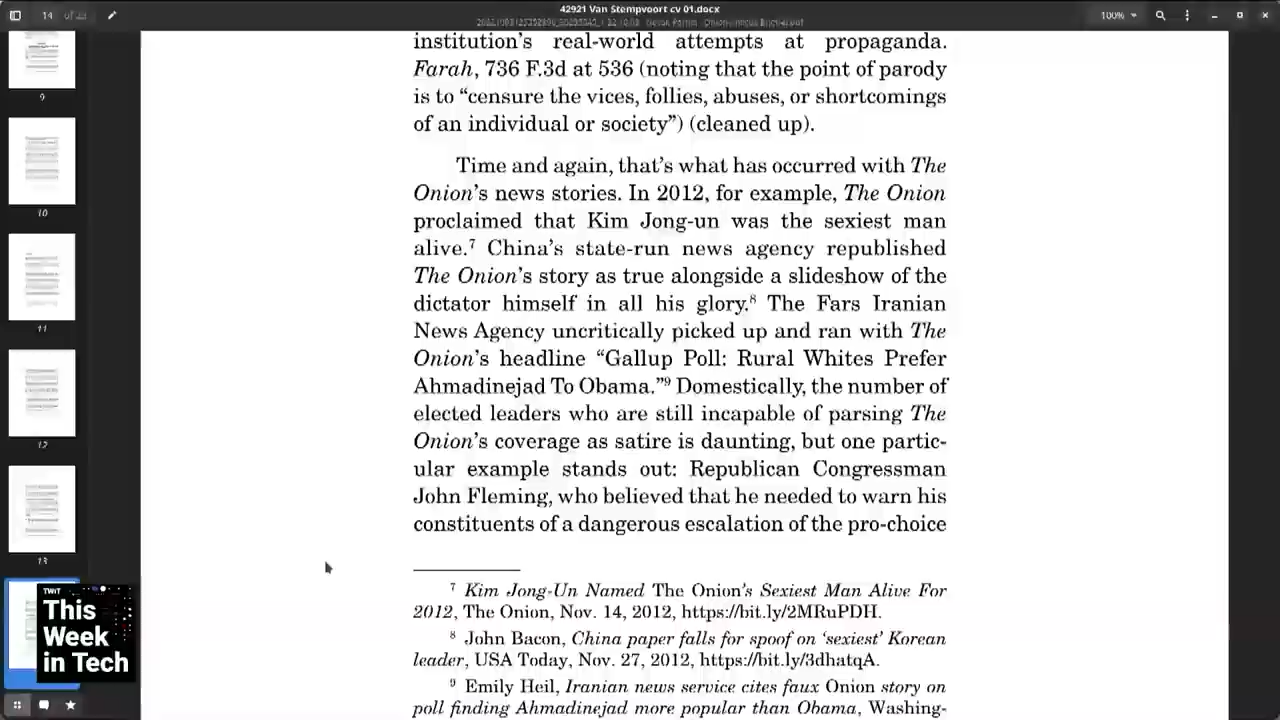 42921 Van Stempvoort cv 01.docx
14
100%
institution's real-world attempts at propaganda.
Farah, 736 F.3d at 536 (noting that the point of parody
is to “censure the vices, follies, abuses, or shortcomings
of an individual or society”) (cleaned up).
Time and again, that's what has occurred with The
Onion's news stories. In 2012, for example, The Onion
proclaimed that Kim Jong-un was the sexiest man
alive.⁷ China's state-run news agency republished
The Onion's story as true alongside a slideshow of the
dictator himself in all his glory.⁸ The Fars Iranian
News Agency uncritically picked up and ran with The
Onion's headline “Gallup Poll: Rural Whites Prefer
Ahmadinejad To Obama.”⁹ Domestically, the number of
elected leaders who are still incapable of parsing The
Onion's coverage as satire is daunting, but one partic-
ular example stands out: Republican Congressman
John Fleming, who believed that he needed to warn his
constituents of a dangerous escalation of the pro-choice
⁷ Kim Jong-Un Named The Onion's Sexiest Man Alive For
2012, The Onion, Nov. 14, 2012, https://bit.ly/2MRuPDH.
⁸ John Bacon, China paper falls for spoof on ‘sexiest’ Korean
leader, USA Today, Nov. 27, 2012, https://bit.ly/3dhatqA.
⁹ Emily Heil, Iranian news service cites faux Onion story on
poll finding Ahmadinejad more popular than Obama, Washing-
9
10
11
12
13
TWiT
This
Week
in Tech